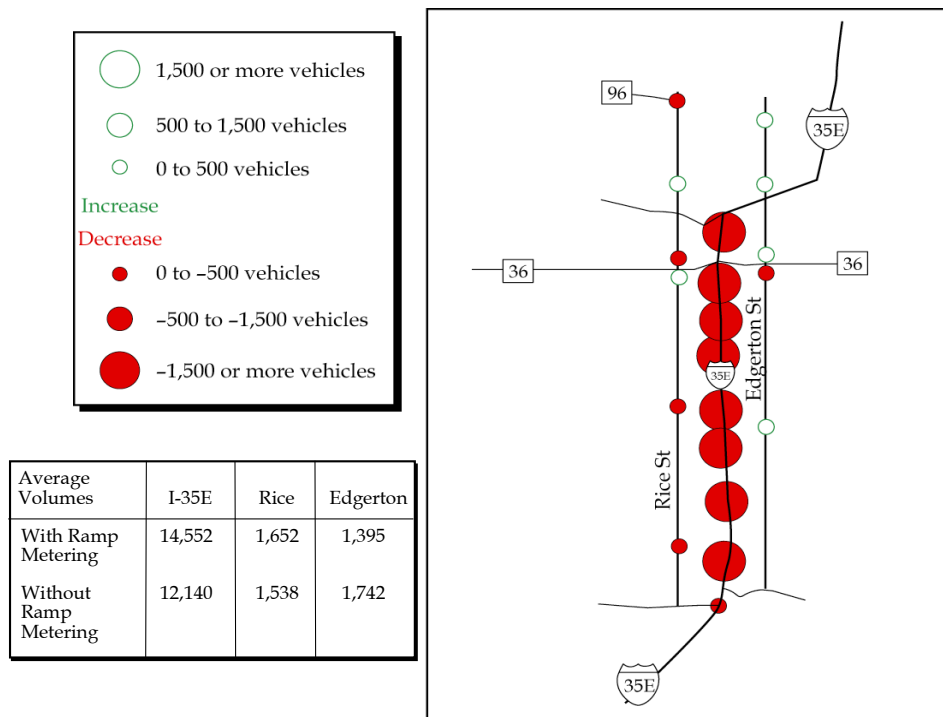 1,500 or more vehicles
500 to 1,500 vehicles
0 to 500 vehicles
Increase
Decrease
0 to –500 vehicles
–500 to –1,500 vehicles
–1,500 or more vehicles
Average
Volumes
I-35E
Rice
Edgerton
With Ramp
Metering
14,552
1,652
1,395
Without
Ramp
Metering
12,140
1,538
1,742
96
35E
36
36
Edgerton St
35E
Rice St
35E